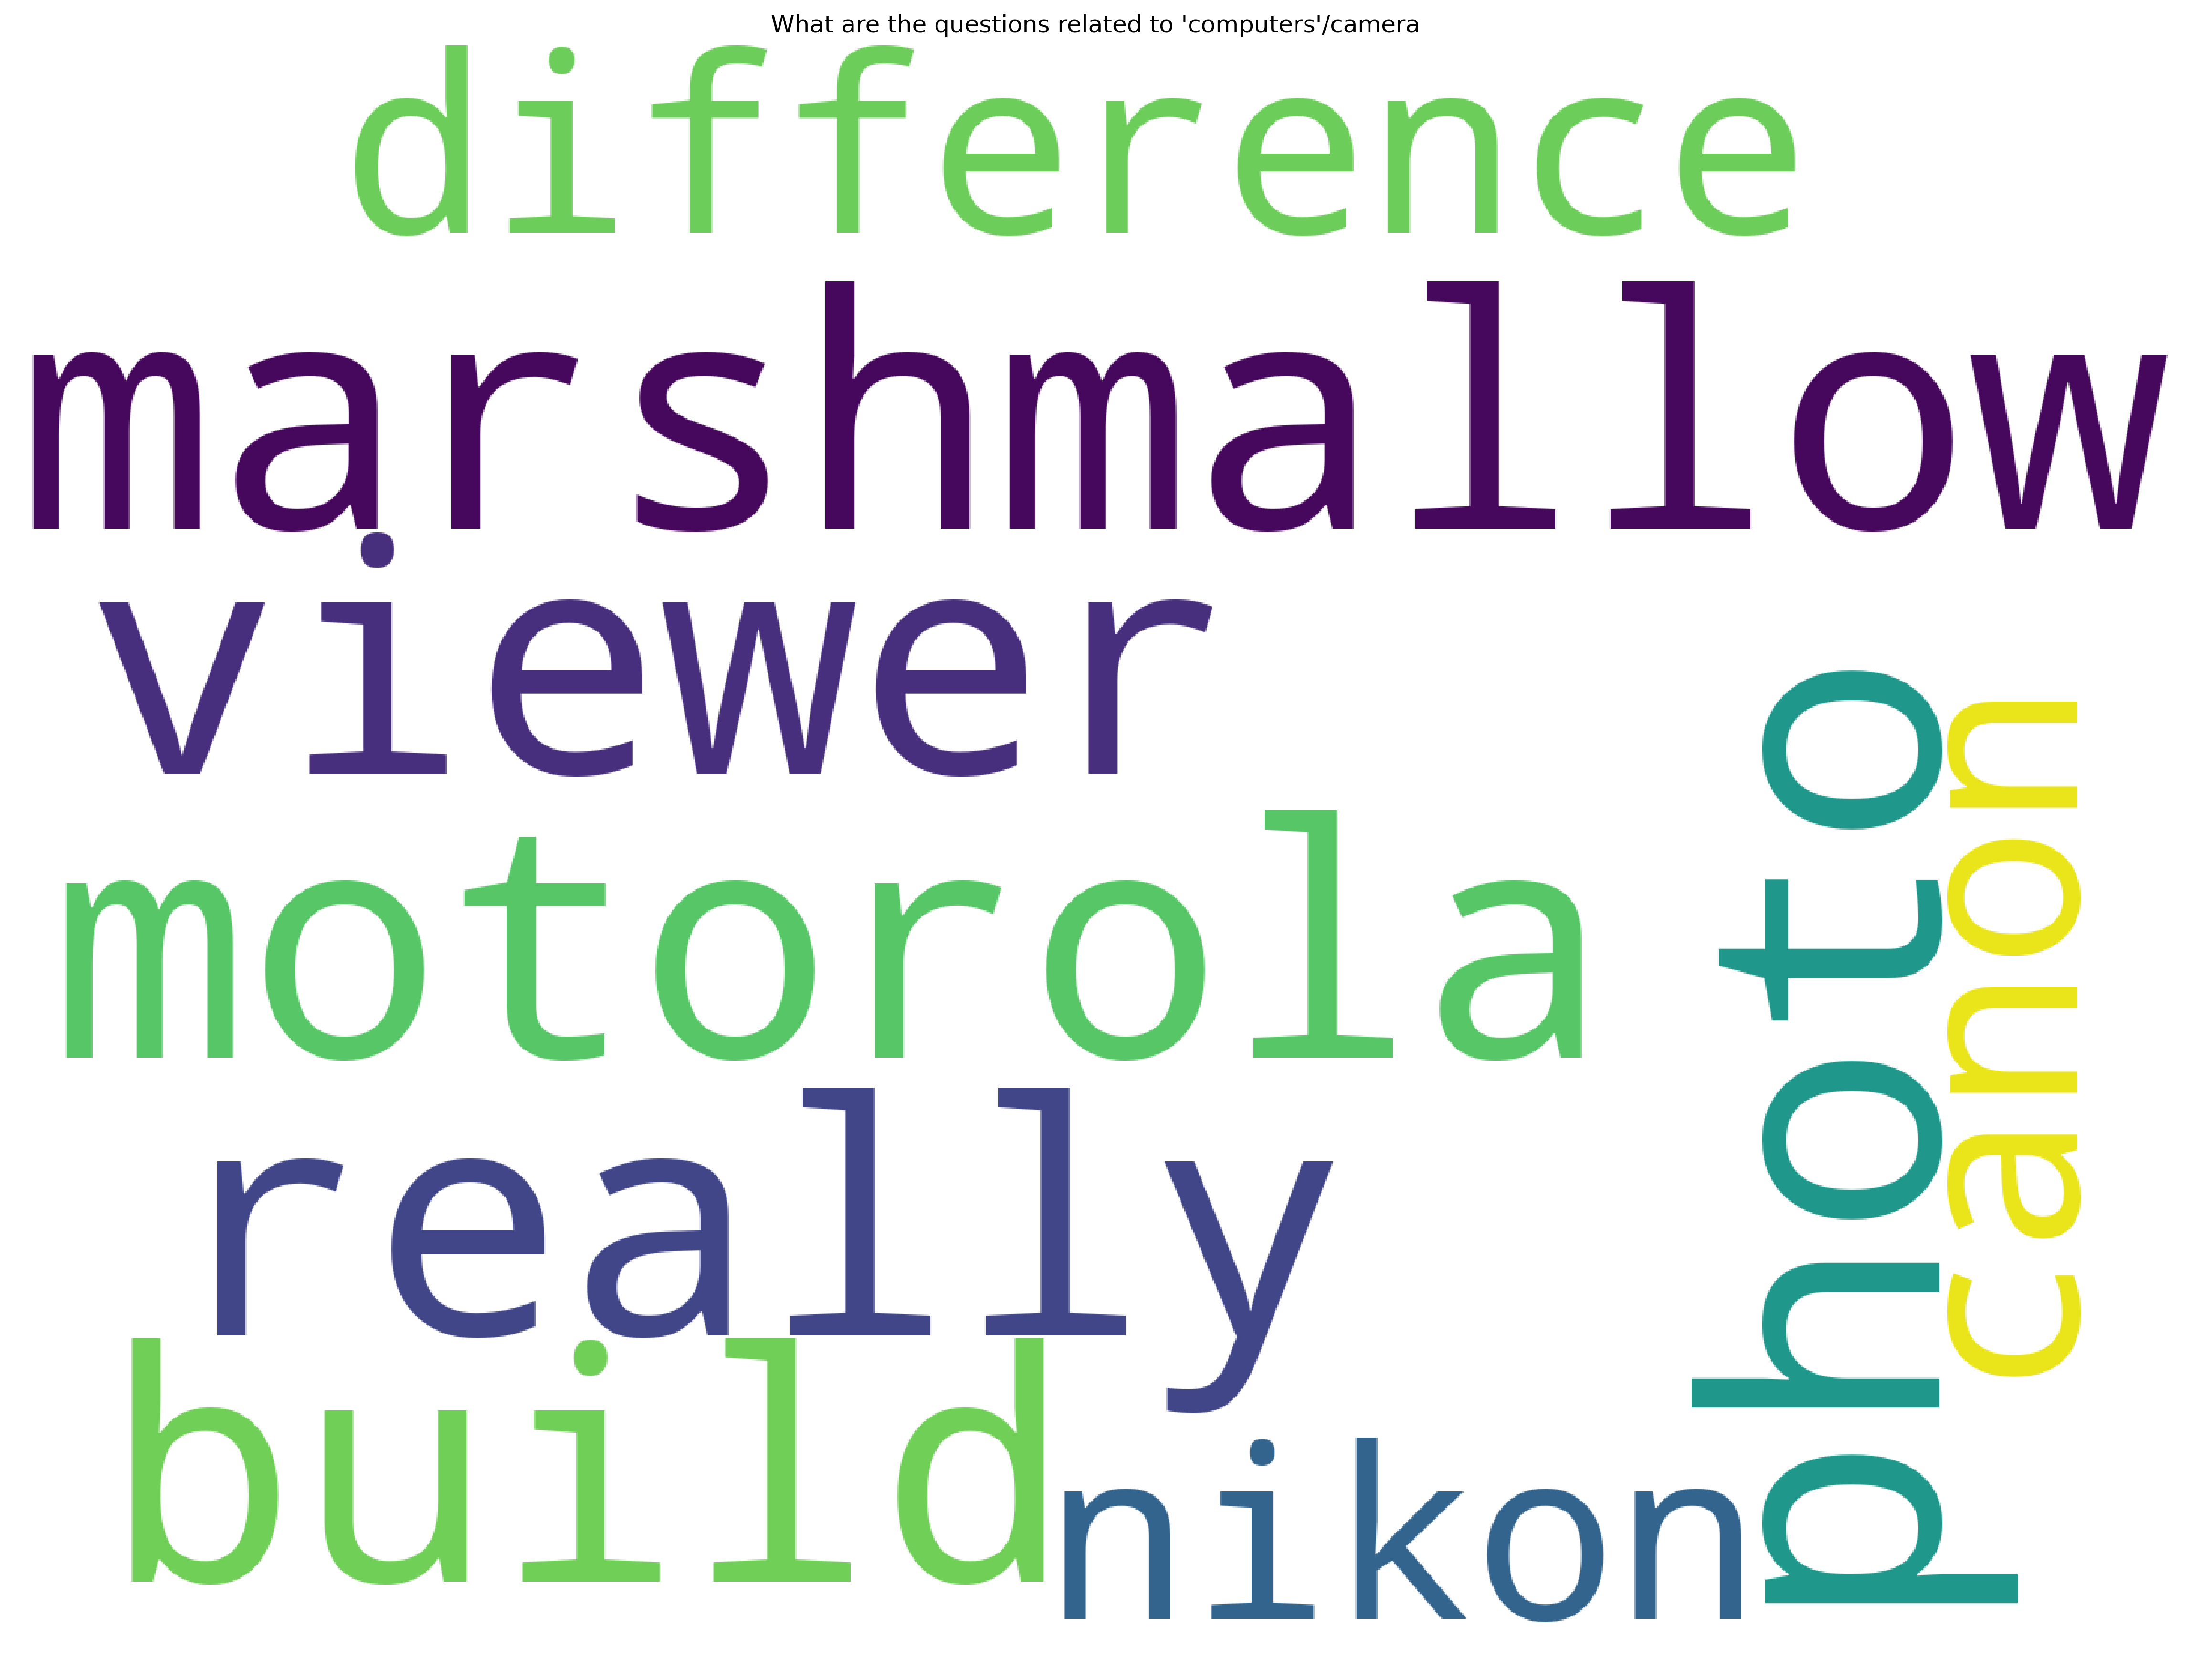 What are the questions related to 'computers'/camera
difference
marshmallow
viewer
motorola
really
build
nikon
photo
canon